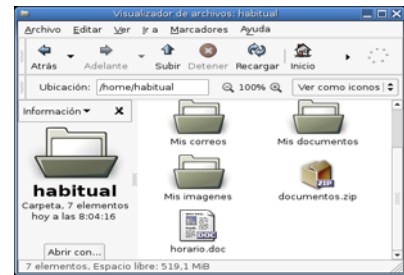 Visualizador de archivos: habitual
Archivo Editar Ver Ir a Marcadores Ayuda
Atrás Adelante Subir Detener Recargar Inicio
Ubicación: /home/habitual 100% Ver como iconos
Información
habitual
Carpeta, 7 elementos
hoy a las 8:04:16
Abrir con...
Mis correos Mis documentos
Mis imagenes documentos.zip
ZIP
DOC
horario.doc
7 elementos, Espacio libre: 519,1 MiB